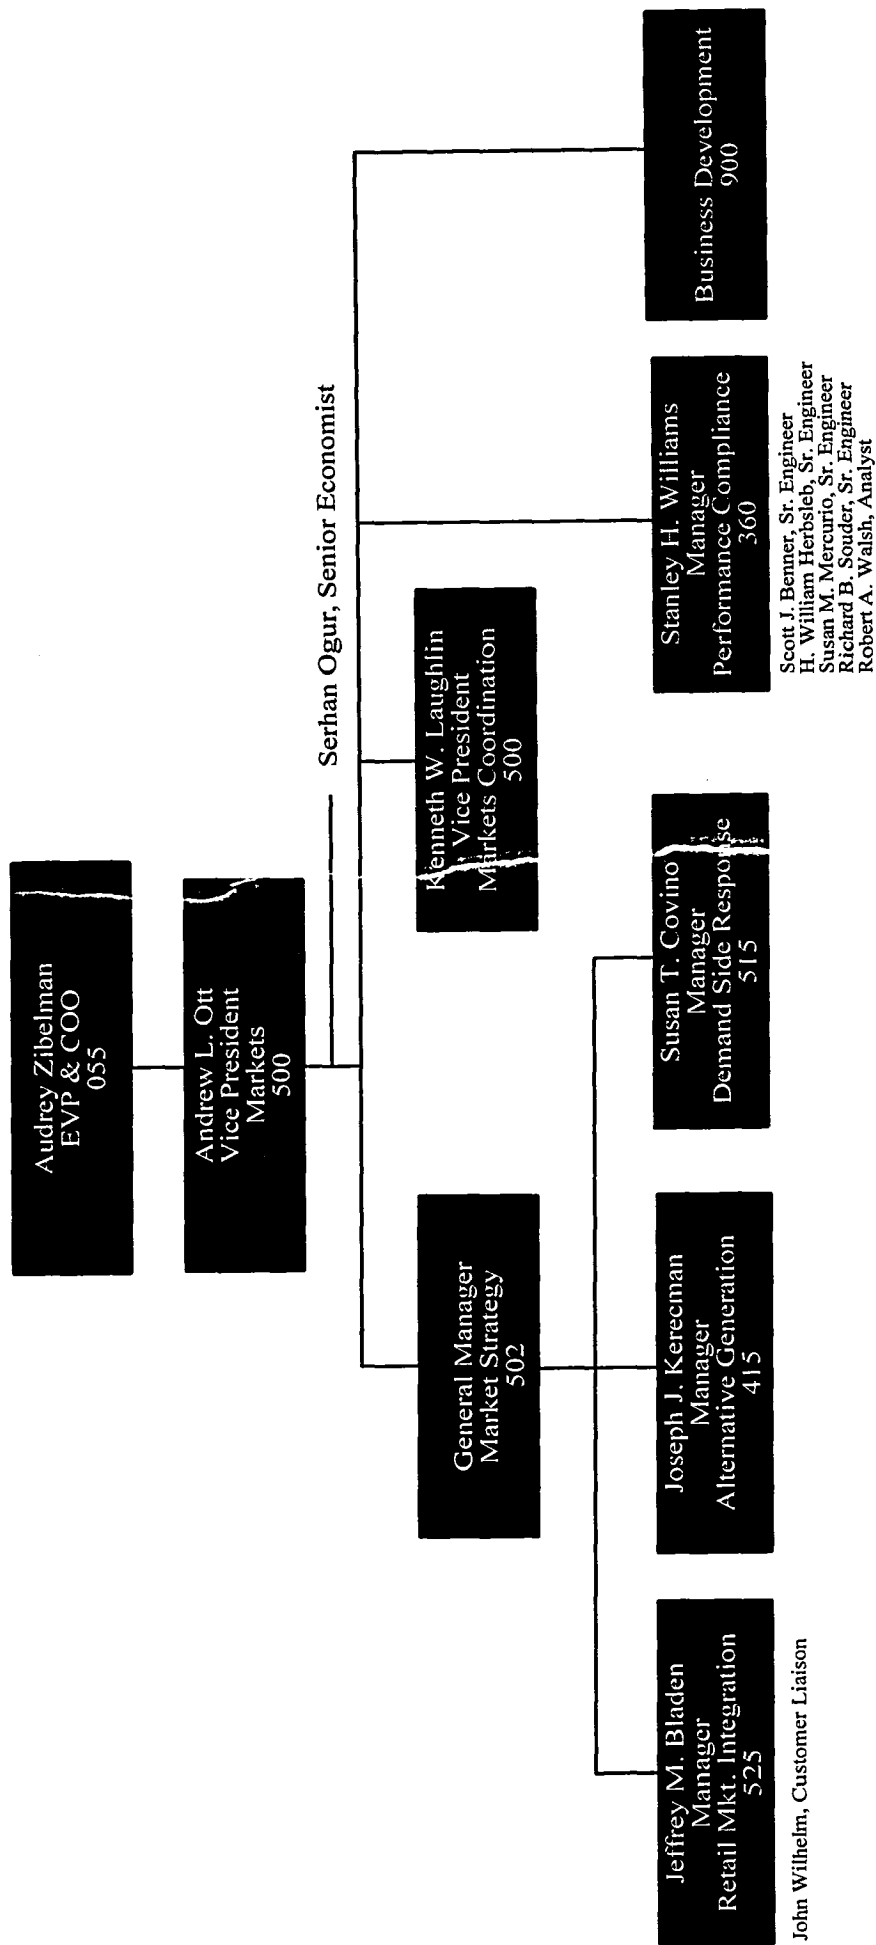 Audrey Zibelman
EVP & COO
055
Andrew L. Ott
Vice President
Markets
500
Serhan Ogur, Senior Economist
General Manager
Market Strategy
502
Kenneth W. Laughlin
Vice President
Markets Coordination
500
Jeffrey M. Bladen
Manager
Retail Mkt. Integration
525
John Wilhelm, Customer Liaison
Joseph J. Kerecman
Manager
Alternative Generation
415
Susan T. Covino
Manager
Demand Side Response
515
Stanley H. Williams
Manager
Performance Compliance
360
Scott J. Benner, Sr. Engineer
H. William Herbsleb, Sr. Engineer
Susan M. Mercurio, Sr. Engineer
Richard B. Souder, Sr. Engineer
Robert A. Walsh, Analyst
Business Development
900